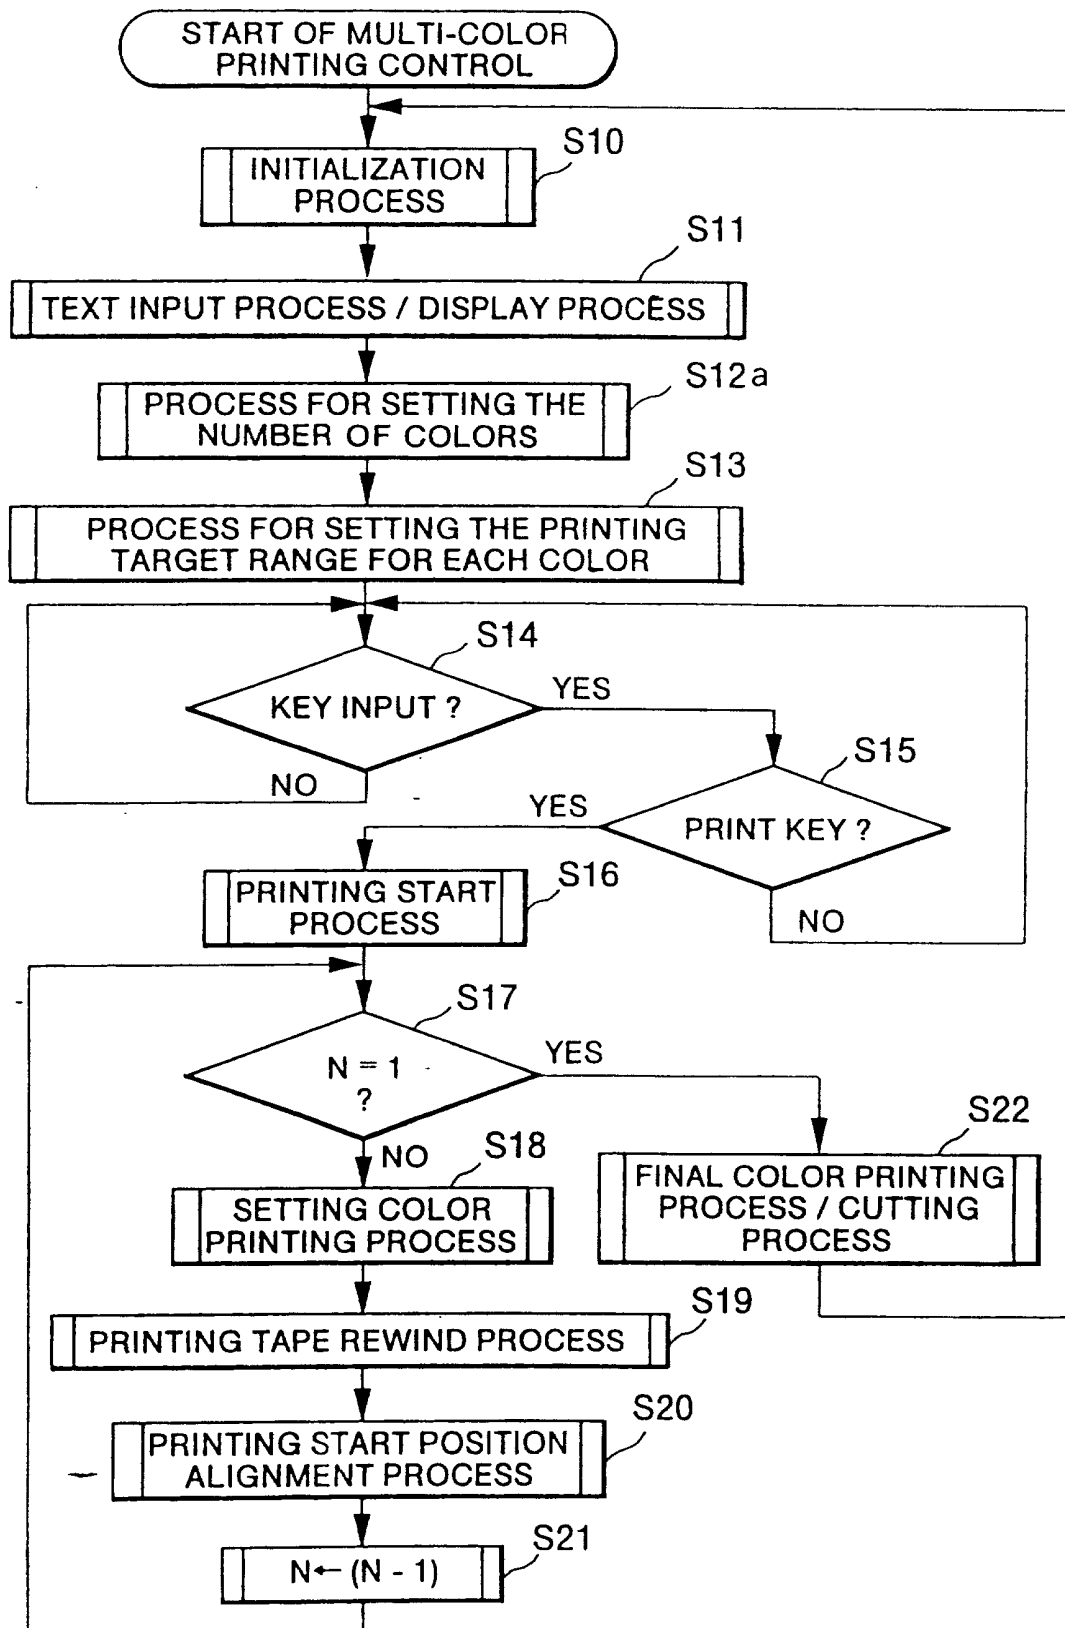 START OF MULTI-COLOR
PRINTING CONTROL
S10
INITIALIZATION
PROCESS
S11
TEXT INPUT PROCESS / DISPLAY PROCESS
S12a
PROCESS FOR SETTING THE
NUMBER OF COLORS
S13
PROCESS FOR SETTING THE PRINTING
TARGET RANGE FOR EACH COLOR
S14
KEY INPUT ?
YES
NO
S15
PRINT KEY ?
YES
NO
S16
PRINTING START
PROCESS
S17
N = 1
?
YES
NO
S18
SETTING COLOR
PRINTING PROCESS
S22
FINAL COLOR PRINTING
PROCESS / CUTTING
PROCESS
S19
PRINTING TAPE REWIND PROCESS
S20
PRINTING START POSITION
ALIGNMENT PROCESS
S21
N ← (N - 1)